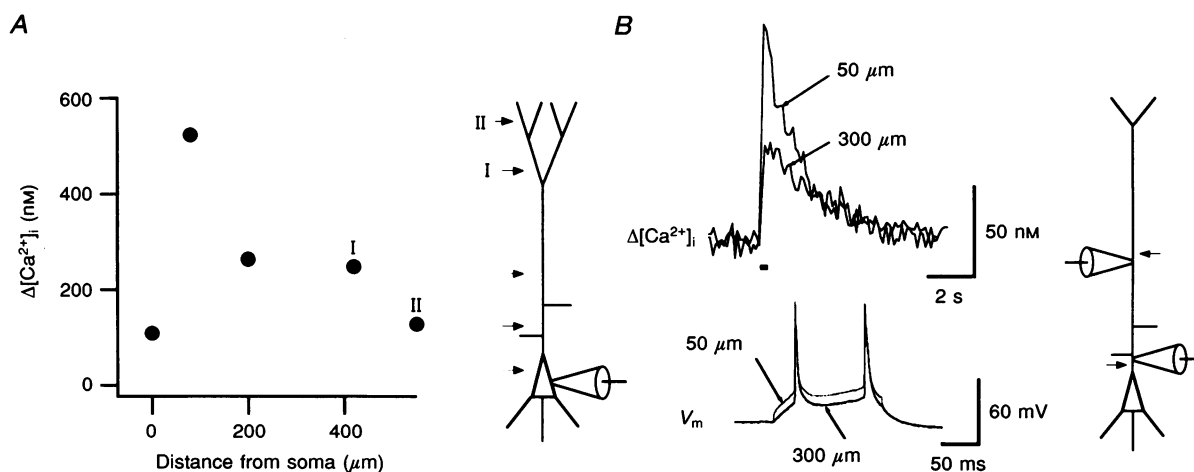 A
Δ[Ca²⁺]ᵢ (nM)
600
400
200
0
0 200 400
Distance from soma (μm)
I
II
II
I
B
50 μm
300 μm
Δ[Ca²⁺]ᵢ
50 nM
2 s
50 μm
Vₘ
300 μm
60 mV
50 ms